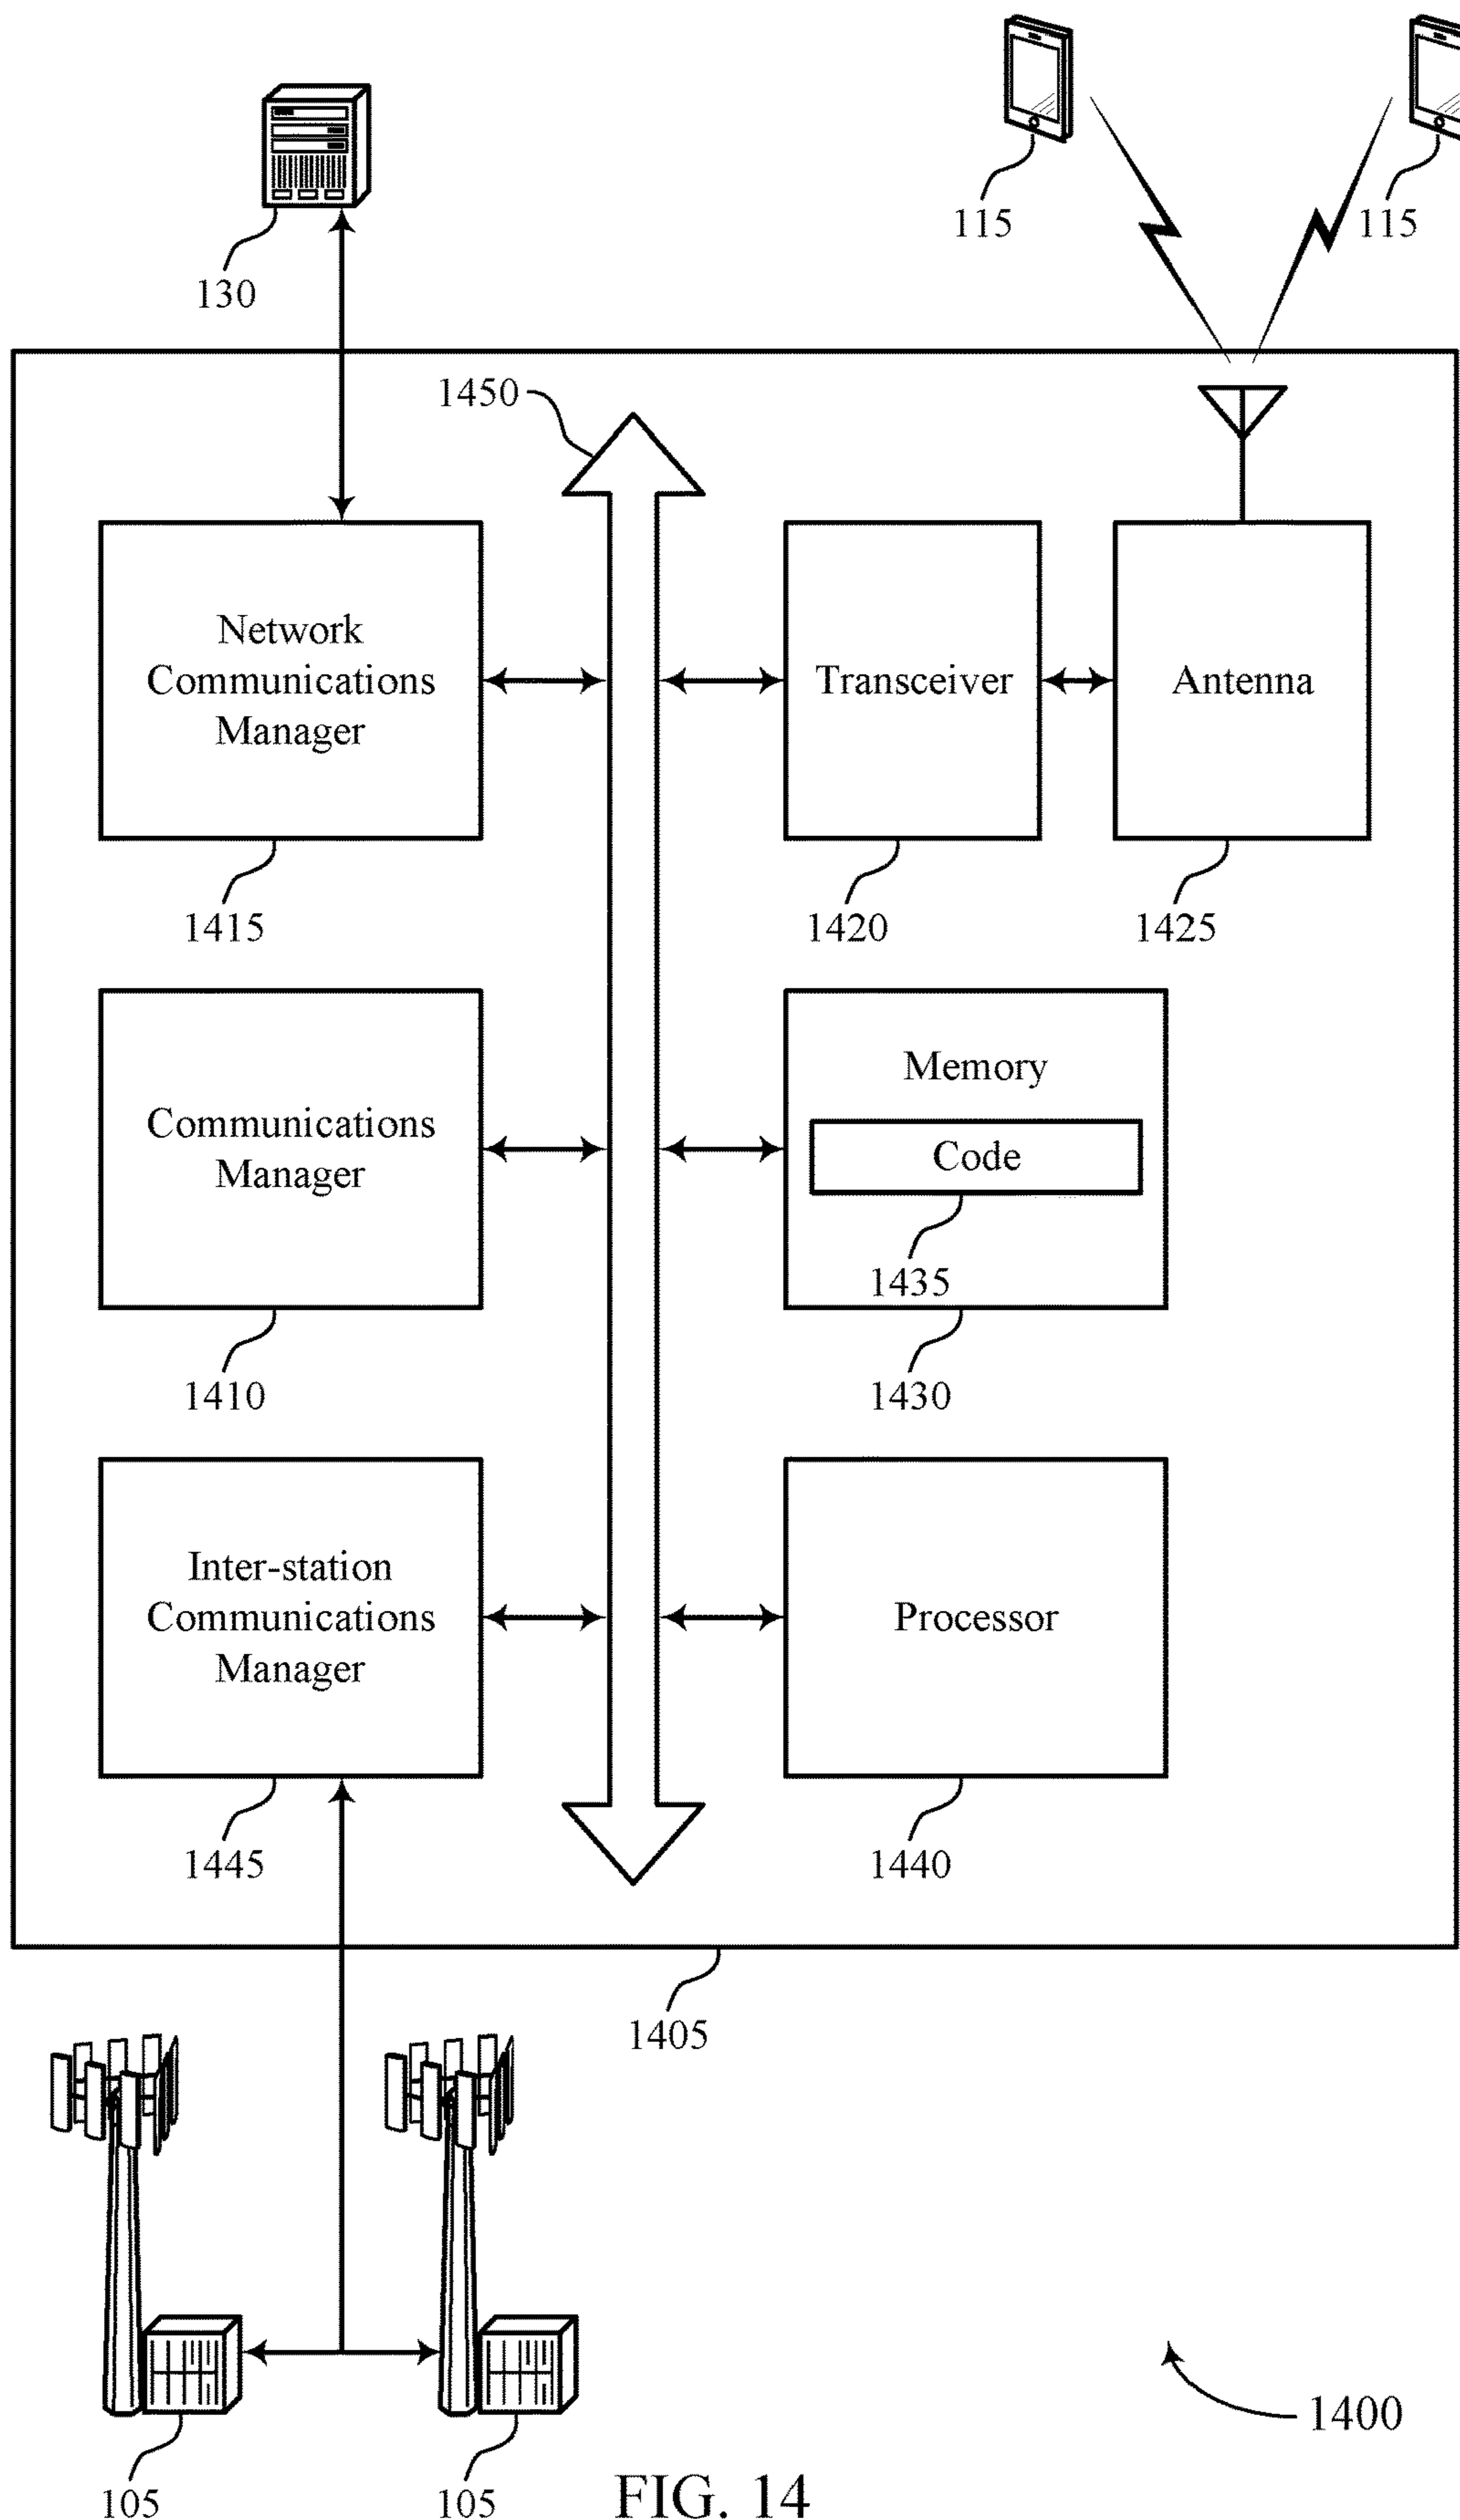 130
115
115
1450
Network
Communications
Manager
Transceiver
Antenna
1415
1420
1425
Communications
Manager
Memory
Code
1435
1410
1430
Inter-station
Communications
Manager
Processor
1445
1440
1405
1400
105
105
FIG. 14